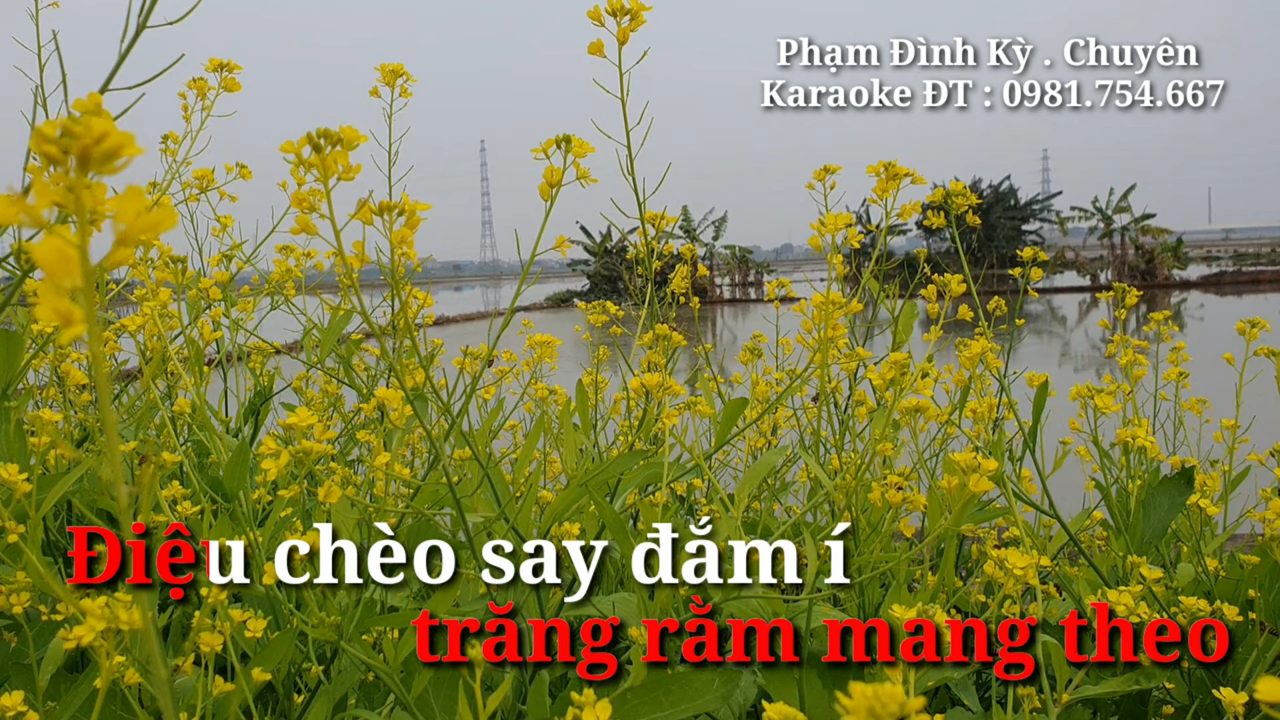 Phạm Đình Kỳ . Chuyên
Karaoke ĐT : 0981.754.667
Điệu chèo say đắm í
trăng rằm mang theo